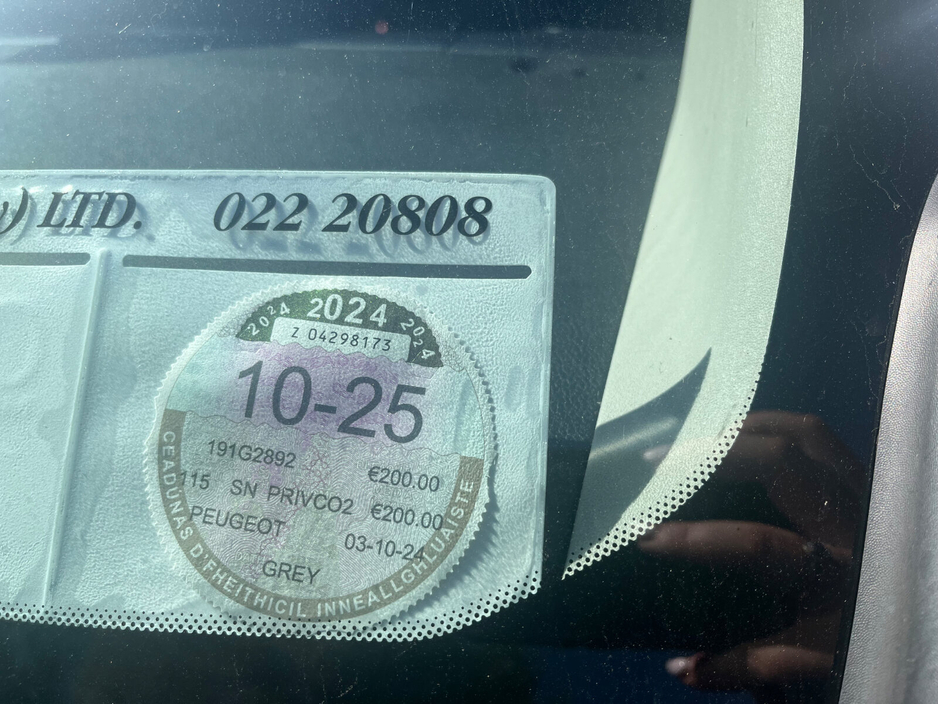 LTD. 022 20808
2024 2024 2024
Z 04298173
10-25
191G2892 €200.00
115 SN PRIVCO2 €200.00
PEUGEOT 03-10-24
GREY
CEADUNAS D'FHEITHICIL INNEALLGHLUAISTE